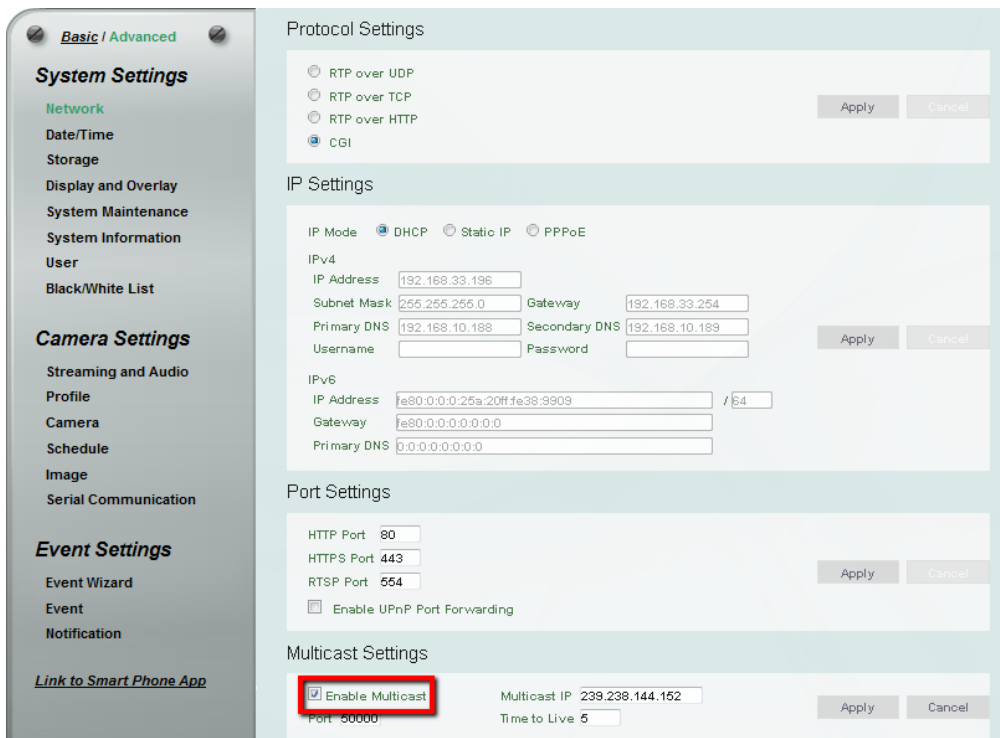 Basic / Advanced
System Settings
Network
Date/Time
Storage
Display and Overlay
System Maintenance
System Information
User
Black/White List
Camera Settings
Streaming and Audio
Profile
Camera
Schedule
Image
Serial Communication
Event Settings
Event Wizard
Event
Notification
Link to Smart Phone App
Protocol Settings
RTP over UDP
RTP over TCP
RTP over HTTP
CGI
Apply Cancel
IP Settings
IP Mode DHCP Static IP PPPoE
IPv4
IP Address 192.168.33.196
Subnet Mask 255.255.255.0 Gateway 192.168.33.254
Primary DNS 192.168.10.188 Secondary DNS 192.168.10.189
Username Password
Apply Cancel
IPv6
IP Address fe80:0:0:0:25a:20ff:fe38:9909 / 64
Gateway fe80:0:0:0:0:0:0:0
Primary DNS 0:0:0:0:0:0:0:0
Port Settings
HTTP Port 80
HTTPS Port 443
RTSP Port 554
Apply Cancel
Enable UPnP Port Forwarding
Multicast Settings
Enable Multicast Multicast IP 239.238.144.152
Port 50000 Time to Live 5
Apply Cancel